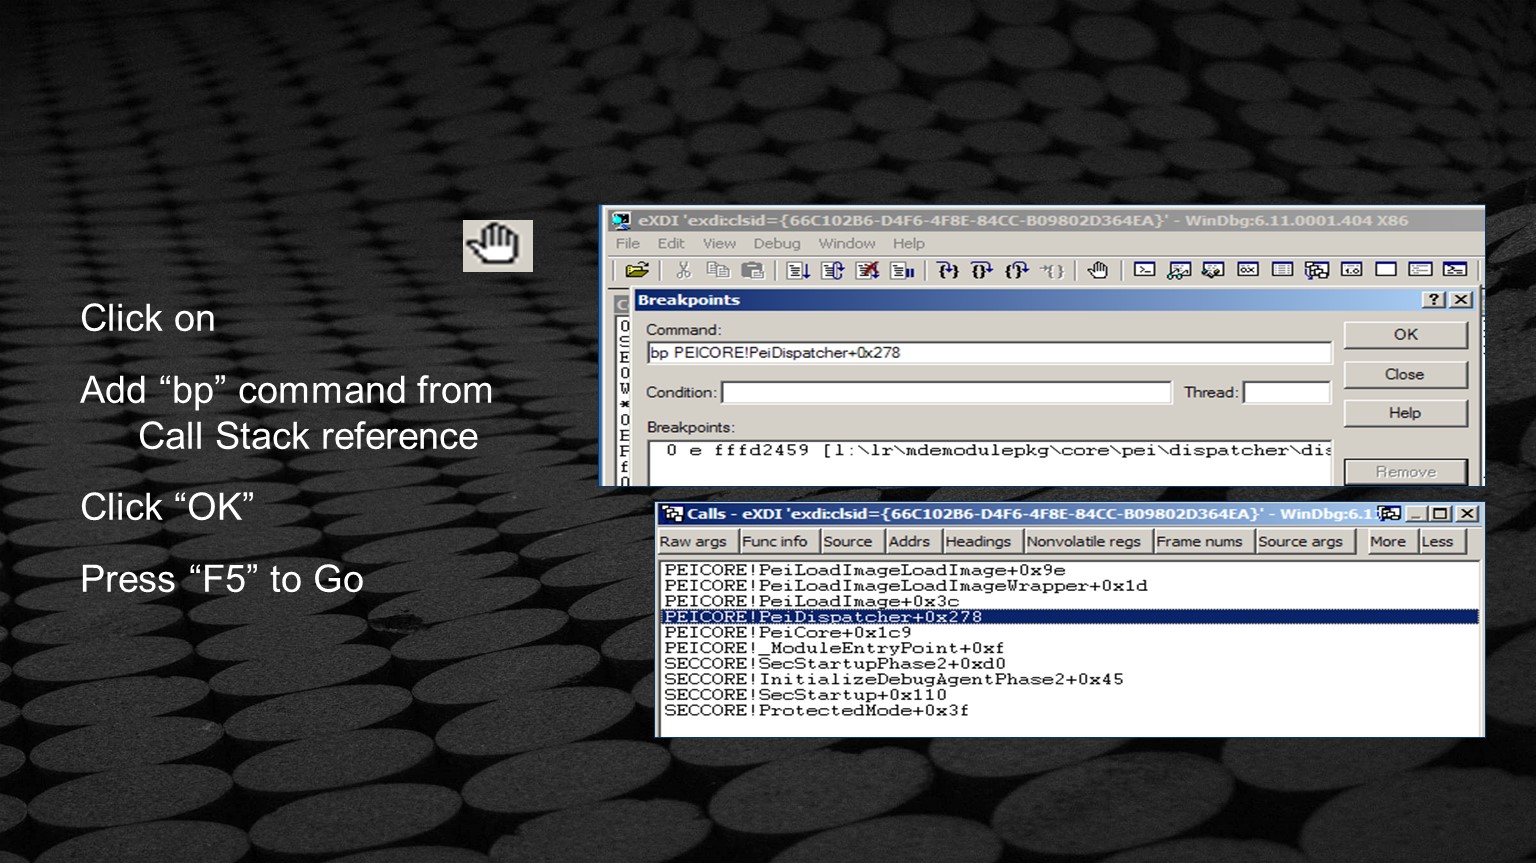 Click on
Add “bp” command from
Call Stack reference
Click “OK”
Press “F5” to Go
eXDI 'exdi:clsid={66C102B6-D4F6-4F8E-84CC-B09802D364EA}' - WinDbg:6.11.0001.404 X86
File Edit View Debug Window Help
Breakpoints
Command:
bp PEICORE!PeiDispatcher+0x278
OK
Close
Condition:
Thread:
Help
Breakpoints:
0 e fffd2459 [l:\lr\mdemodulepkg\core\pei\dispatcher\dis
Remove
Calls - eXDI 'exdi:clsid={66C102B6-D4F6-4F8E-84CC-B09802D364EA}' - WinDbg:6.1
Raw args Func info Source Addrs Headings Nonvolatile regs Frame nums Source args More Less
PEICORE!PeiLoadImageLoadImage+0x9e
PEICORE!PeiLoadImageLoadImageWrapper+0x1d
PEICORE!PeiLoadImage+0x3c
PEICORE!PeiDispatcher+0x278
PEICORE!PeiCore+0x1c9
PEICORE!_ModuleEntryPoint+0xf
SECCORE!SecStartupPhase2+0xd0
SECCORE!InitializeDebugAgentPhase2+0x45
SECCORE!SecStartup+0x110
SECCORE!ProtectedMode+0x3f